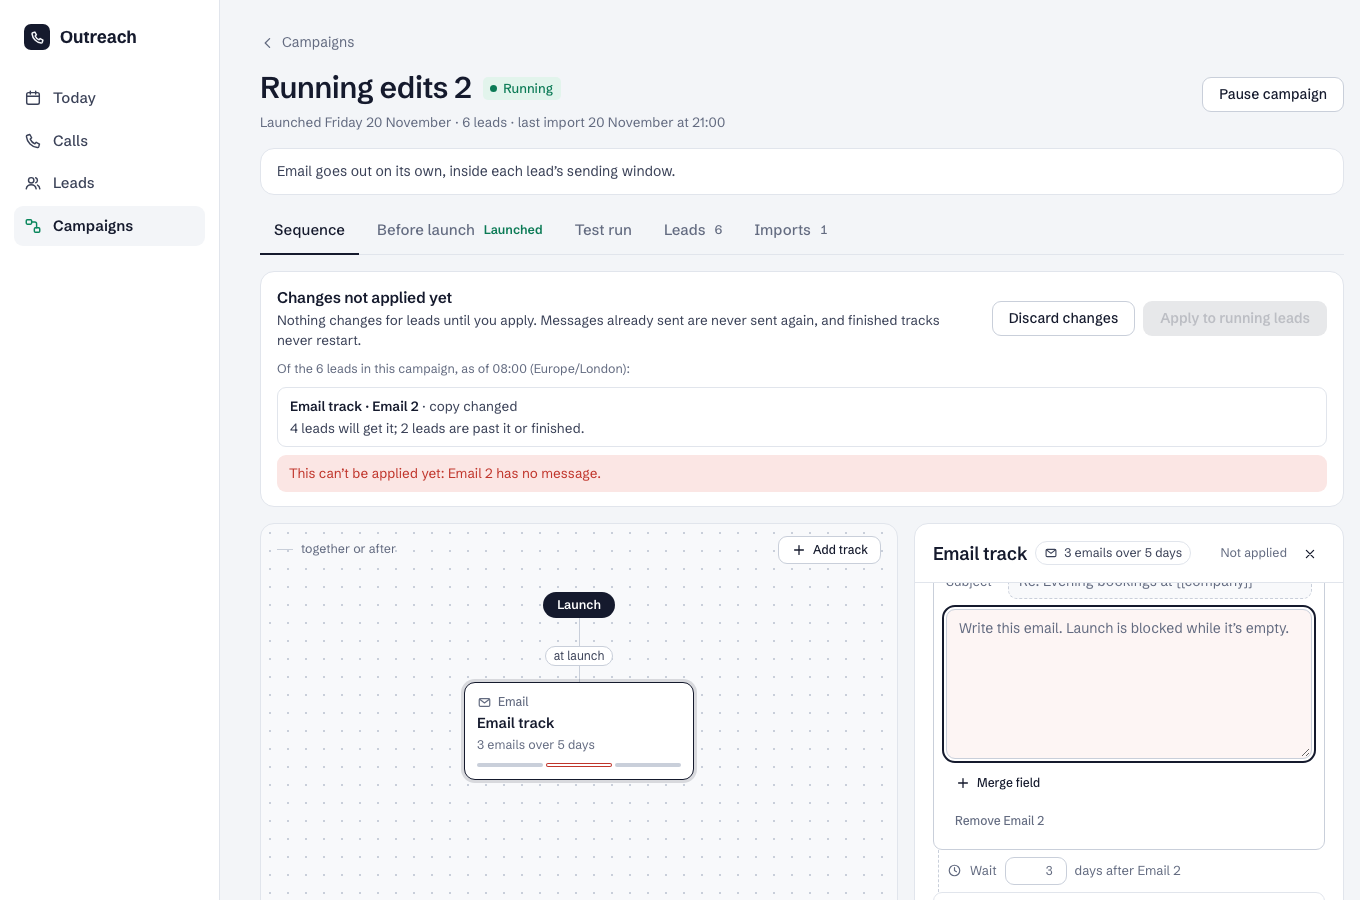 Outreach
Today
Calls
Leads
Campaigns
Campaigns
Running edits 2
Running
Pause campaign
Launched Friday 20 November · 6 leads · last import 20 November at 21:00
Email goes out on its own, inside each lead’s sending window.
Sequence
Before launch Launched
Test run
Leads 6
Imports 1
Changes not applied yet
Nothing changes for leads until you apply. Messages already sent are never sent again, and finished tracks
never restart.
Discard changes
Apply to running leads
Of the 6 leads in this campaign, as of 08:00 (Europe/London):
Email track · Email 2 · copy changed
4 leads will get it; 2 leads are past it or finished.
This can’t be applied yet: Email 2 has no message.
together or after
Add track
Launch
at launch
Email
Email track
3 emails over 5 days
Email track
3 emails over 5 days
Not applied
Subject
Re: Evening bookings at {{company}}
Write this email. Launch is blocked while it’s empty.
Merge field
Remove Email 2
Wait 3 days after Email 2